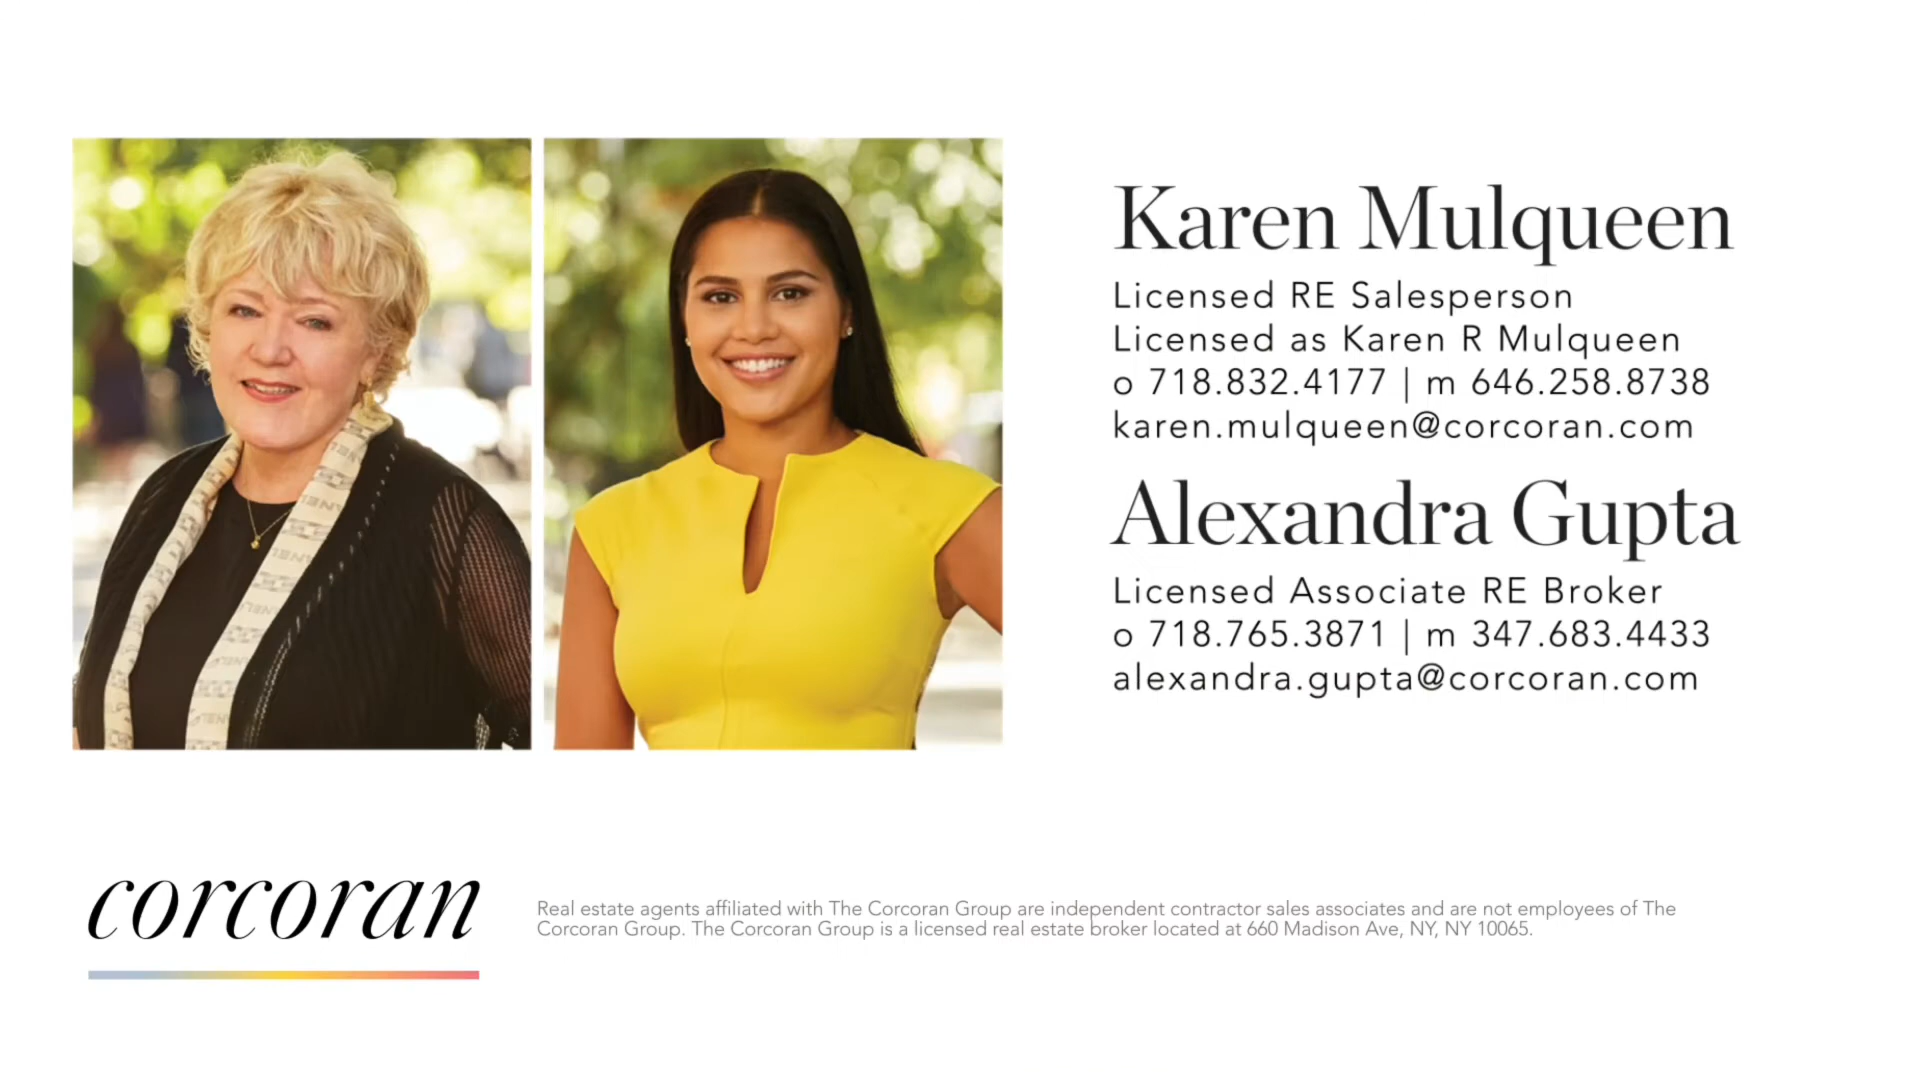 Karen Mulqueen
Licensed RE Salesperson
Licensed as Karen R Mulqueen
o 718.832.4177 | m 646.258.8738
karen.mulqueen@corcoran.com
Alexandra Gupta
Licensed Associate RE Broker
o 718.765.3871 | m 347.683.4433
alexandra.gupta@corcoran.com
corcoran
Real estate agents affiliated with The Corcoran Group are independent contractor sales associates and are not employees of The
Corcoran Group. The Corcoran Group is a licensed real estate broker located at 660 Madison Ave, NY, NY 10065.